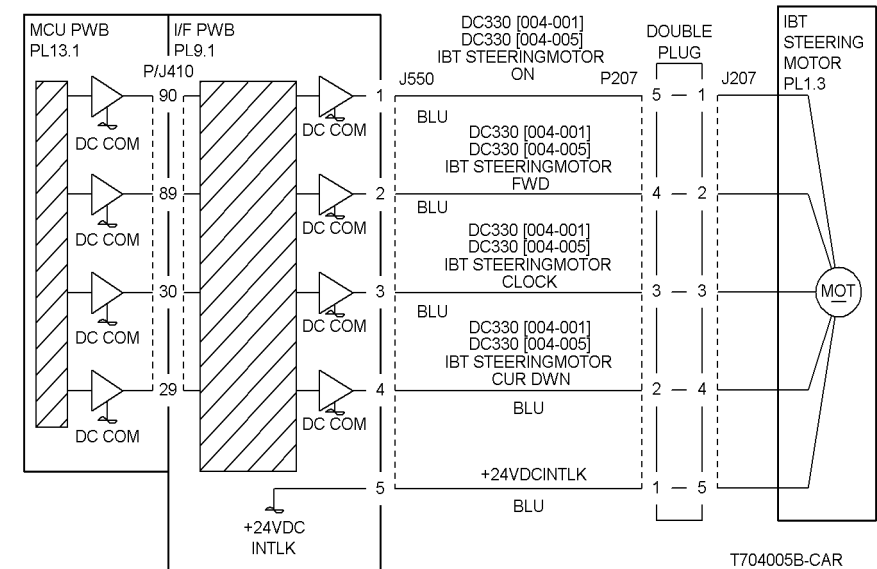 MCU PWB
PL13.1
I/F PWB
PL9.1
P/J410
DC330 [004-001]
DC330 [004-005]
IBT STEERINGMOTOR
ON
DOUBLE
PLUG
IBT
STEERING
MOTOR
PL1.3
J550
P207
J207
90
1
5 — 1
DC COM
DC COM
BLU
DC330 [004-001]
DC330 [004-005]
IBT STEERINGMOTOR
FWD
89
2
4 — 2
DC COM
DC COM
BLU
DC330 [004-001]
DC330 [004-005]
IBT STEERINGMOTOR
CLOCK
30
3
3 — 3
MOT
DC COM
DC COM
BLU
DC330 [004-001]
DC330 [004-005]
IBT STEERINGMOTOR
CUR DWN
29
4
2 — 4
DC COM
DC COM
BLU
+24VDCINTLK
5
1 — 5
BLU
+24VDC
INTLK
T704005B-CAR